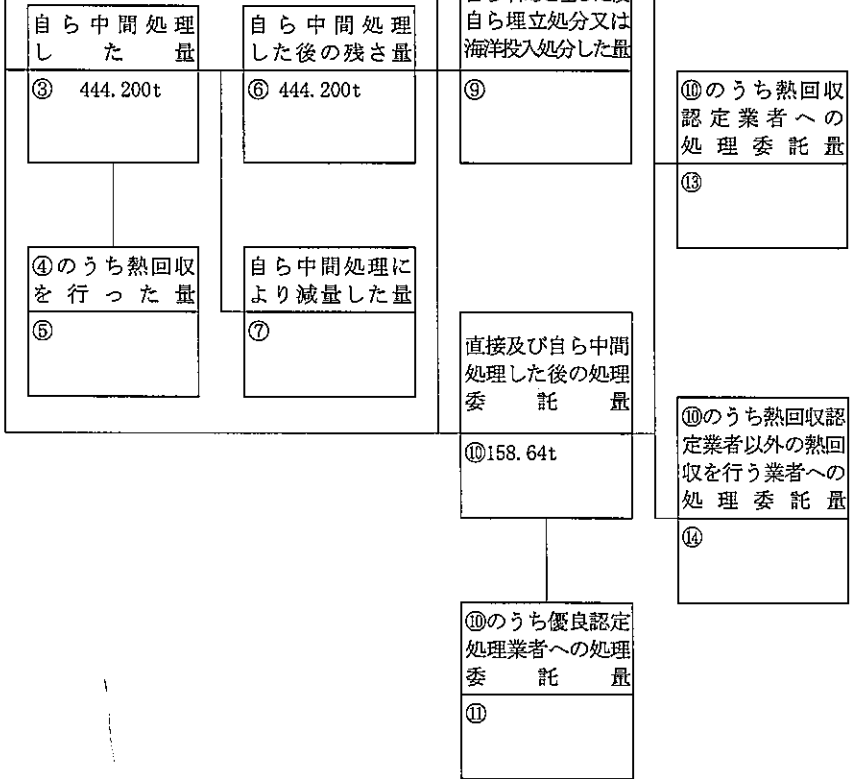 自ら中間処理
した量
③ 444.200t
自ら中間処理
した後の残さ量
⑥ 444.200t
自ら埋立処分又は
海洋投入処分した量
⑨
⑩のうち熱回収
認定業者への
処理委託量
⑬
④のうち熱回収
を行った量
⑤
自ら中間処理に
より減量した量
⑦
直接及び自ら中間
処理した後の処理
委託量
⑩158.64t
⑩のうち熱回収認
定業者以外の熱回
収を行う業者への
処理委託量
⑭
⑩のうち優良認定
処理業者への処理
委託量
⑪